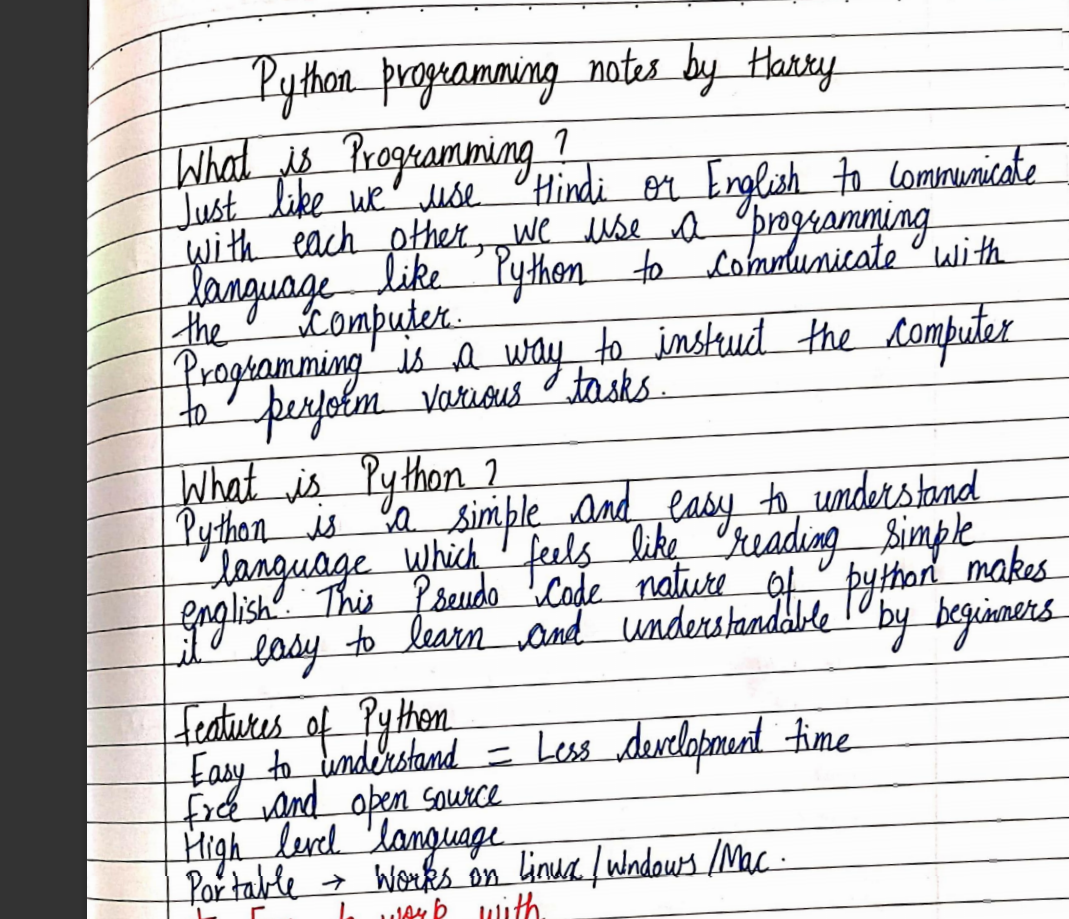 Python programming notes by Harry
What is Programming ?
Just like we use Hindi or English to communicate
with each other, we use a programming
language like Python to communicate with
the computer.
Programming is a way to instruct the computer
to perform various tasks.
What is Python ?
Python is a simple and easy to understand
language which feels like reading simple
english. This Pseudo Code nature of python makes
it easy to learn and understandable by beginners
features of Python
Easy to understand = Less development time
free and open source
High level language
Portable → Works on Linux / Wndows / Mac.
work with